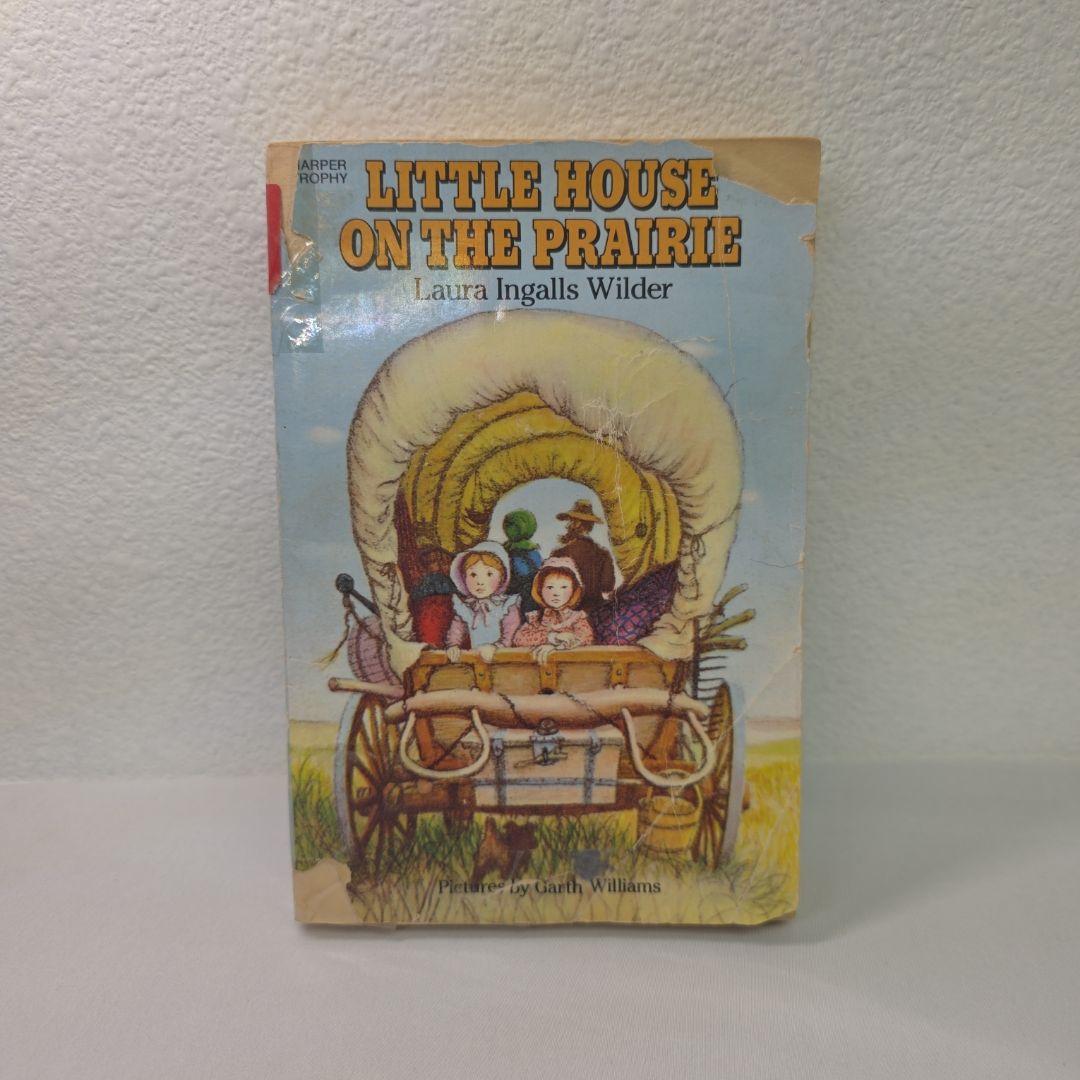 HARPER
TROPHY
LITTLE HOUSE
ON THE PRAIRIE
Laura Ingalls Wilder
Pictures by Garth Williams